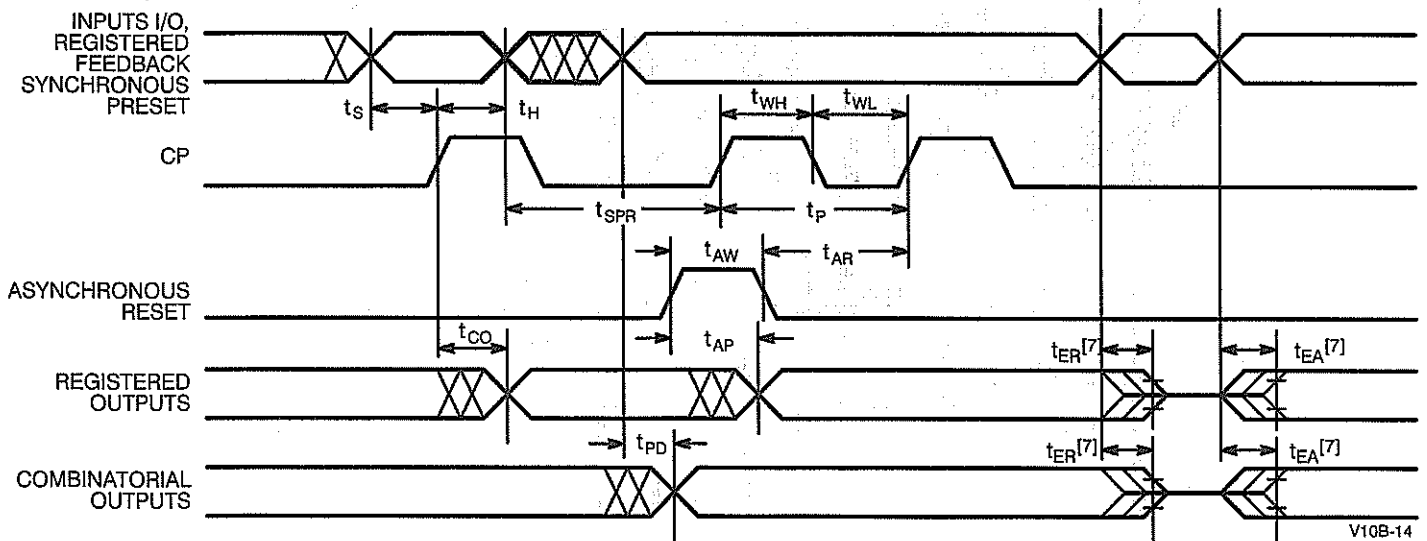 INPUTS I/O,
REGISTERED
FEEDBACK
SYNCHRONOUS
PRESET
tS
tH
tWH
tWL
CP
tSPR
tP
tAW
tAR
ASYNCHRONOUS
RESET
tCO
tAP
tER[7]
tEA[7]
REGISTERED
OUTPUTS
tPD
tER[7]
tEA[7]
COMBINATORIAL
OUTPUTS
V10B-14